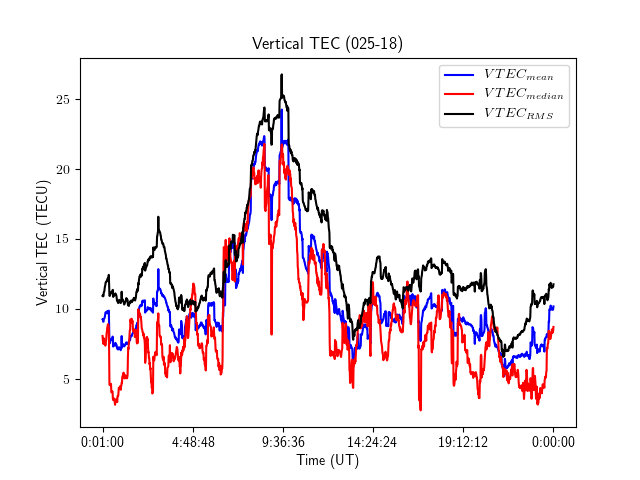 Vertical TEC (025-18)
VTEC_mean
VTEC_median
VTEC_RMS
Vertical TEC (TECU)
25
20
15
10
5
0:01:00 4:48:48 9:36:36 14:24:24 19:12:12 0:00:00
Time (UT)